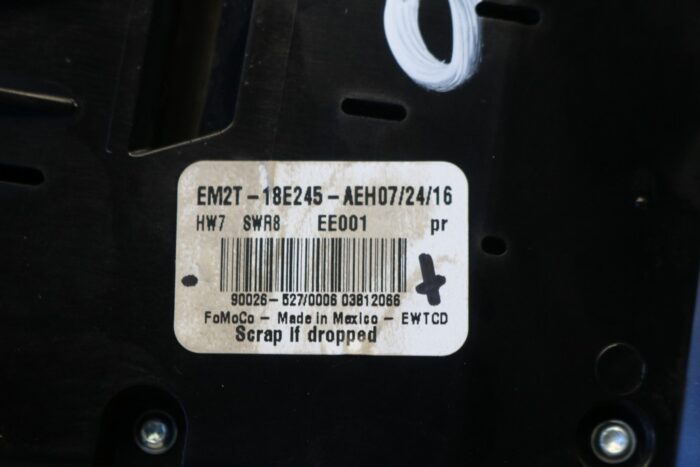 EM2T-18E245-AEH07/24/16
HW7 SWR8 EE001 pr
90026-527/0006 03812066
FoMoCo - Made in Mexico - EWTCD
Scrap if dropped